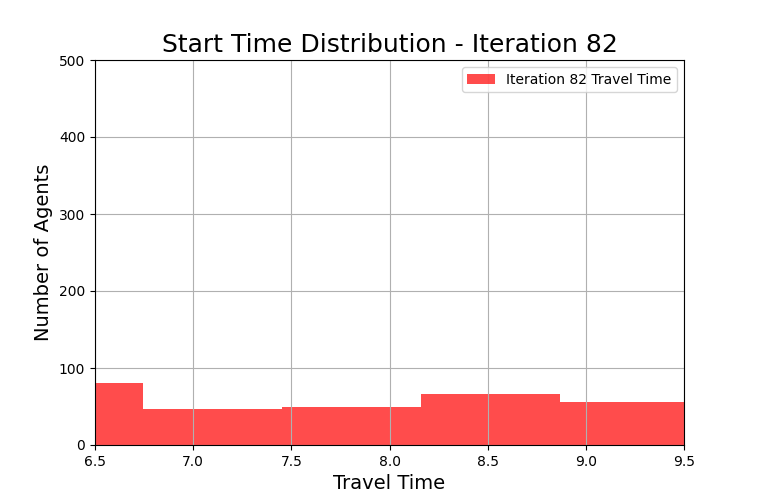 Start Time Distribution - Iteration 82
Iteration 82 Travel Time
Number of Agents
500
400
300
200
100
0
6.5 7.0 7.5 8.0 8.5 9.0 9.5
Travel Time